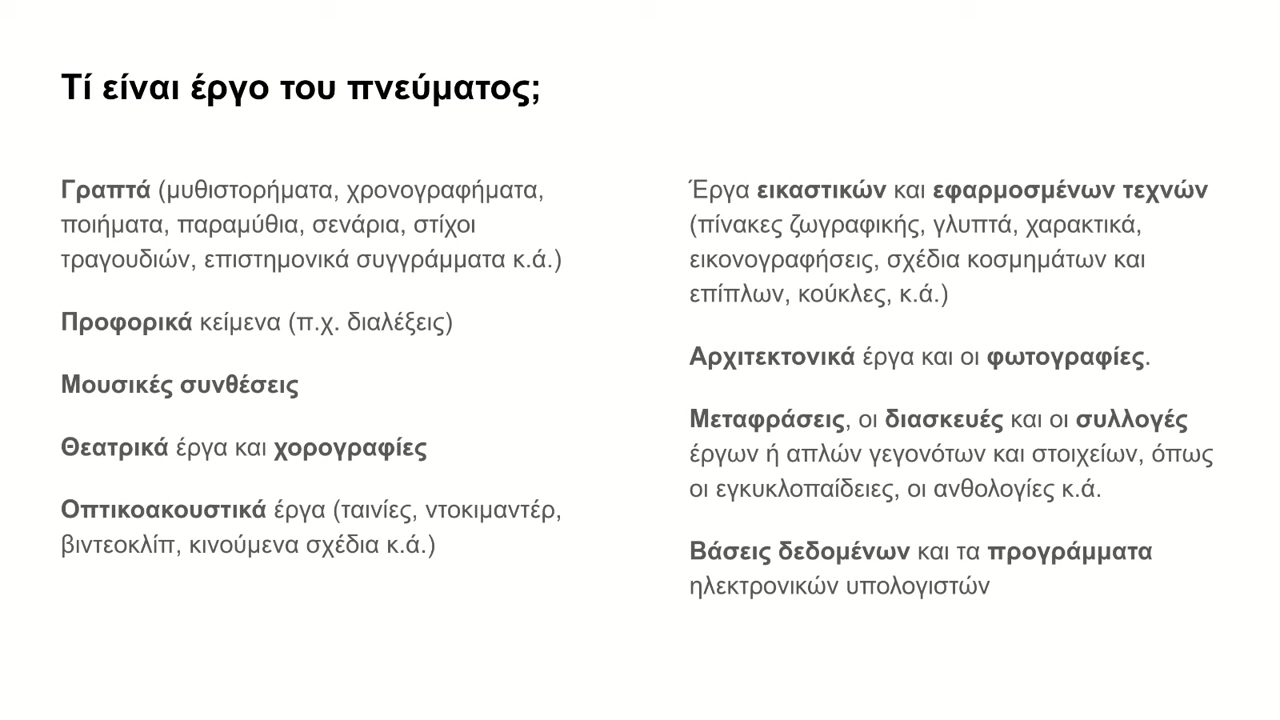 Τί είναι έργο του πνεύματος;
Γραπτά (μυθιστορήματα, χρονογραφήματα,
ποιήματα, παραμύθια, σενάρια, στίχοι
τραγουδιών, επιστημονικά συγγράμματα κ.ά.)
Προφορικά κείμενα (π.χ. διαλέξεις)
Μουσικές συνθέσεις
Θεατρικά έργα και χορογραφίες
Οπτικοακουστικά έργα (ταινίες, ντοκιμαντέρ,
βιντεοκλίπ, κινούμενα σχέδια κ.ά.)
Έργα εικαστικών και εφαρμοσμένων τεχνών
(πίνακες ζωγραφικής, γλυπτά, χαρακτικά,
εικονογραφήσεις, σχέδια κοσμημάτων και
επίπλων, κούκλες, κ.ά.)
Αρχιτεκτονικά έργα και οι φωτογραφίες.
Μεταφράσεις, οι διασκευές και οι συλλογές
έργων ή απλών γεγονότων και στοιχείων, όπως
οι εγκυκλοπαίδειες, οι ανθολογίες κ.ά.
Βάσεις δεδομένων και τα προγράμματα
ηλεκτρονικών υπολογιστών